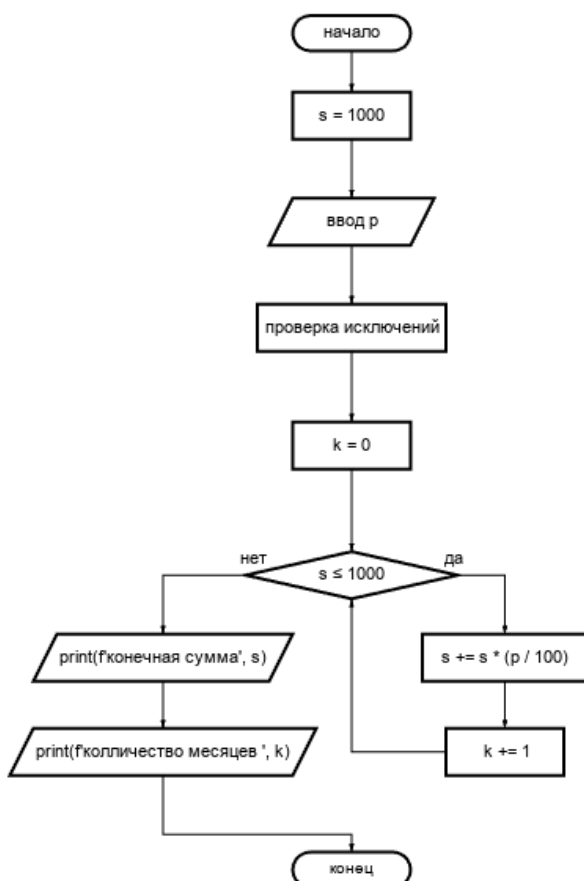 начало
s = 1000
ввод p
проверка исключений
k = 0
нет
да
s ≤ 1000
print(f'конечная сумма', s)
s += s * (p / 100)
print(f'колличество месяцев ', k)
k += 1
конец